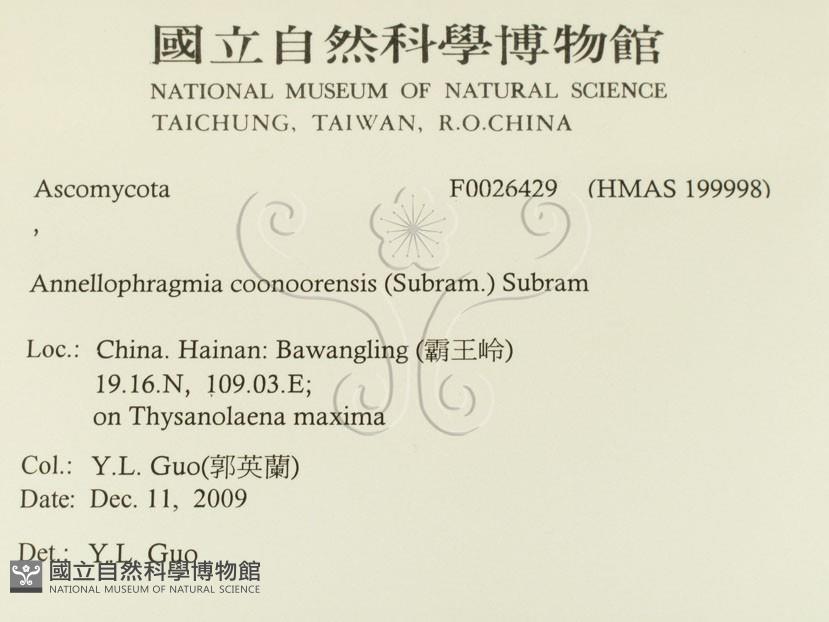 國立自然科學博物館
NATIONAL MUSEUM OF NATURAL SCIENCE
TAICHUNG, TAIWAN, R.O.CHINA
Ascomycota F0026429 (HMAS 199998)
,
Annellophragmia coonoorensis (Subram.) Subram
Loc.: China. Hainan: Bawangling (霸王岭)
19.16.N, 109.03.E;
on Thysanolaena maxima
Col.: Y.L. Guo(郭英蘭)
Date: Dec. 11, 2009
Det.: Y.L. Guo
國立自然科學博物館
NATIONAL MUSEUM OF NATURAL SCIENCE